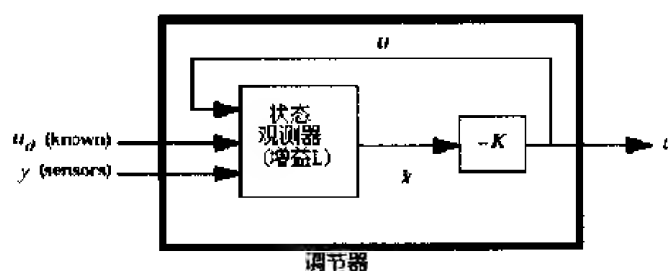 u
状态
观测器
(增益L)
u_d (known)
y (sensors)
-K
调节器